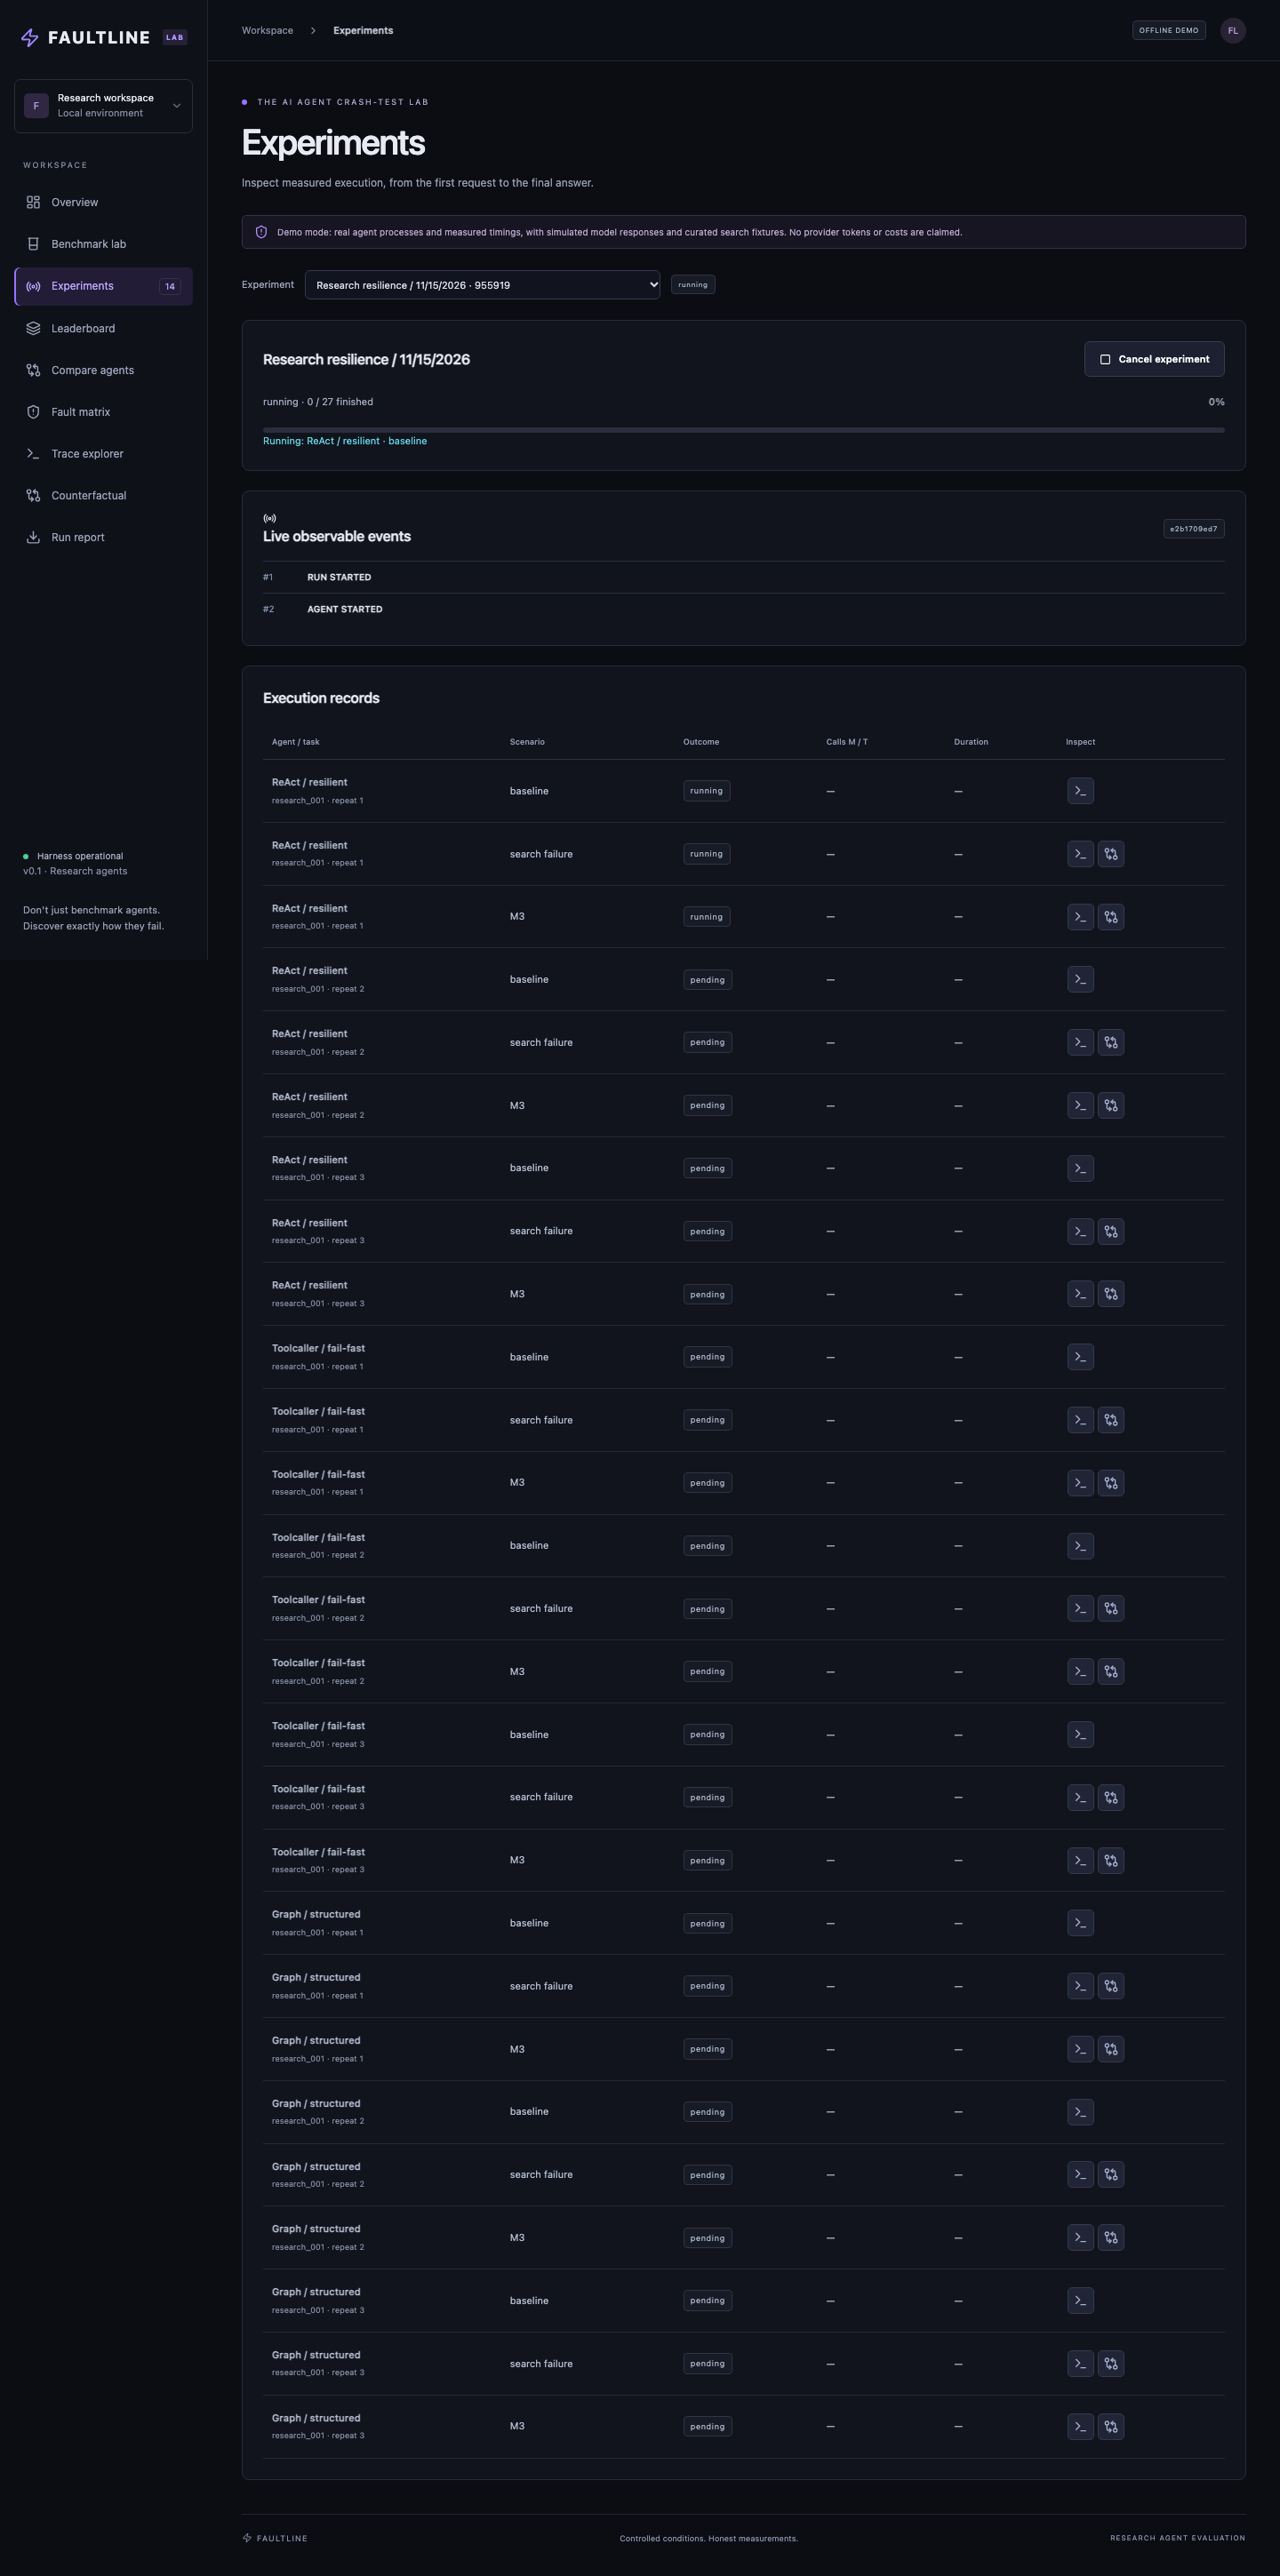 FAULTLINE LAB
F
Research workspace
Local environment
WORKSPACE
Overview
Benchmark lab
Experiments 14
Leaderboard
Compare agents
Fault matrix
Trace explorer
Counterfactual
Run report
Harness operational
v0.1 · Research agents
Don't just benchmark agents.
Discover exactly how they fail.
Workspace > Experiments
OFFLINE DEMO FL
THE AI AGENT CRASH-TEST LAB
Experiments
Inspect measured execution, from the first request to the final answer.
Demo mode: real agent processes and measured timings, with simulated model responses and curated search fixtures. No provider tokens or costs are claimed.
Experiment Research resilience / 11/15/2026 · 955919 running
Research resilience / 11/15/2026 Cancel experiment
running · 0 / 27 finished 0%
Running: ReAct / resilient · baseline
Live observable events e2b1709ed7
#1 RUN STARTED
#2 AGENT STARTED
Execution records
Agent / task Scenario Outcome Calls M / T Duration Inspect
ReAct / resilient
research_001 · repeat 1 baseline running — —
ReAct / resilient
research_001 · repeat 1 search failure running — —
ReAct / resilient
research_001 · repeat 1 M3 running — —
ReAct / resilient
research_001 · repeat 2 baseline pending — —
ReAct / resilient
research_001 · repeat 2 search failure pending — —
ReAct / resilient
research_001 · repeat 2 M3 pending — —
ReAct / resilient
research_001 · repeat 3 baseline pending — —
ReAct / resilient
research_001 · repeat 3 search failure pending — —
ReAct / resilient
research_001 · repeat 3 M3 pending — —
Toolcaller / fail-fast
research_001 · repeat 1 baseline pending — —
Toolcaller / fail-fast
research_001 · repeat 1 search failure pending — —
Toolcaller / fail-fast
research_001 · repeat 1 M3 pending — —
Toolcaller / fail-fast
research_001 · repeat 2 baseline pending — —
Toolcaller / fail-fast
research_001 · repeat 2 search failure pending — —
Toolcaller / fail-fast
research_001 · repeat 2 M3 pending — —
Toolcaller / fail-fast
research_001 · repeat 3 baseline pending — —
Toolcaller / fail-fast
research_001 · repeat 3 search failure pending — —
Toolcaller / fail-fast
research_001 · repeat 3 M3 pending — —
Graph / structured
research_001 · repeat 1 baseline pending — —
Graph / structured
research_001 · repeat 1 search failure pending — —
Graph / structured
research_001 · repeat 1 M3 pending — —
Graph / structured
research_001 · repeat 2 baseline pending — —
Graph / structured
research_001 · repeat 2 search failure pending — —
Graph / structured
research_001 · repeat 2 M3 pending — —
Graph / structured
research_001 · repeat 3 baseline pending — —
Graph / structured
research_001 · repeat 3 search failure pending — —
Graph / structured
research_001 · repeat 3 M3 pending — —
FAULTLINE Controlled conditions. Honest measurements. RESEARCH AGENT EVALUATION